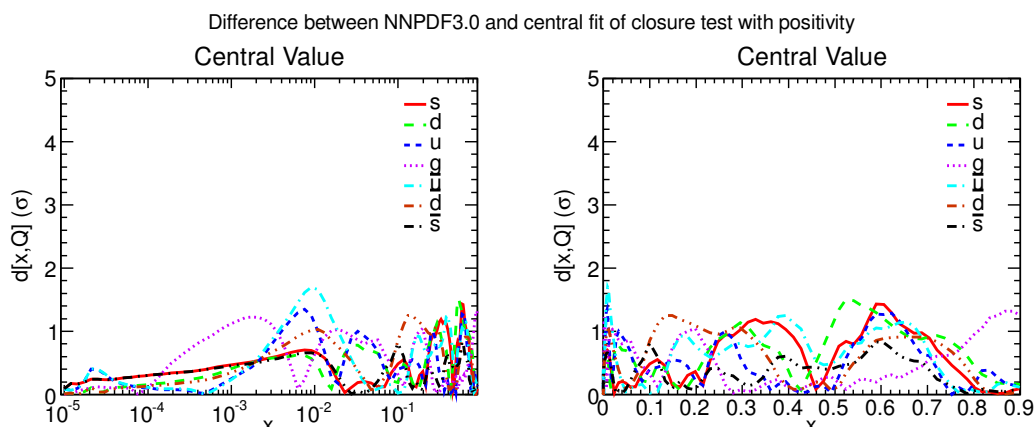 Difference between NNPDF3.0 and central fit of closure test with positivity
Central Value
d[x,Q] (σ)
5
4
3
2
1
0
s
d
u
g
u̅
d̅
s̅
10⁻⁵
10⁻⁴
10⁻³
10⁻²
10⁻¹
x
Central Value
d[x,Q] (σ)
5
4
3
2
1
0
s
d
u
g
u̅
d̅
s̅
0 0.1 0.2 0.3 0.4 0.5 0.6 0.7 0.8 0.9
x